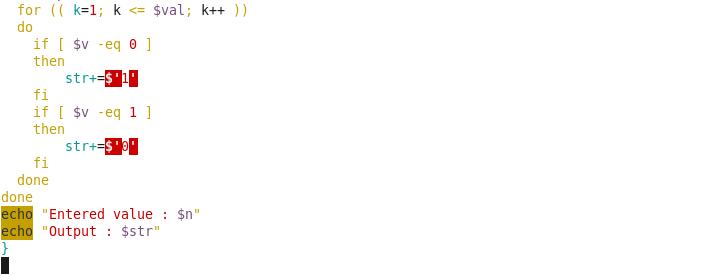 for (( k=1; k <= $val; k++ ))
do
if [ $v -eq 0 ]
then
str+=$'1'
fi
if [ $v -eq 1 ]
then
str+=$'0'
fi
done
done
echo "Entered value : $n"
echo "Output : $str"
}